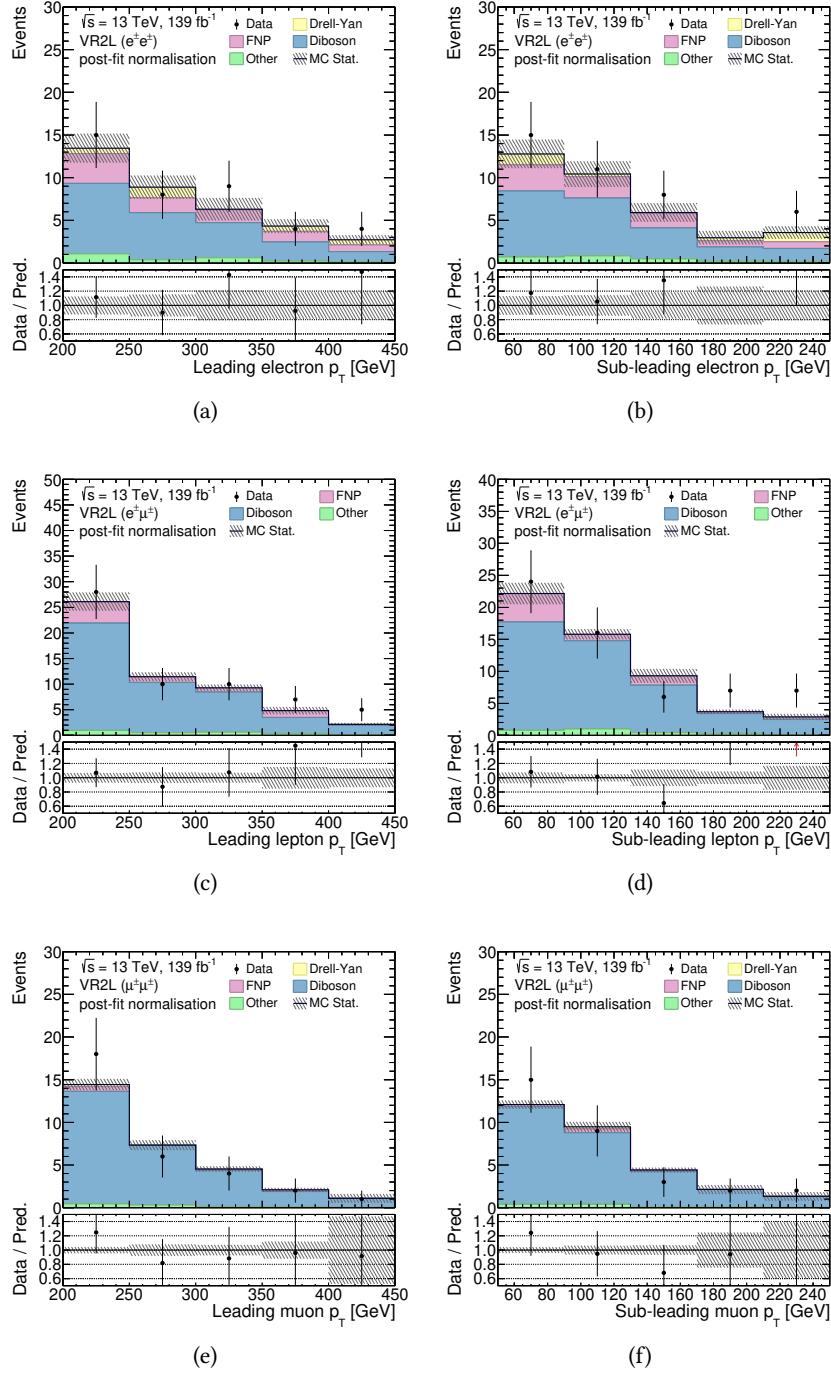 Events
30
25
20
15
10
5
0
√s = 13 TeV, 139 fb⁻¹
VR2L (e±e±)
post-fit normalisation
Data
FNP
Other
Drell-Yan
Diboson
MC Stat.
Data / Pred.
1.4
1.2
1.0
0.8
0.6
200 250 300 350 400 450
Leading electron p_T [GeV]
(a)
Events
30
25
20
15
10
5
0
√s = 13 TeV, 139 fb⁻¹
VR2L (e±e±)
post-fit normalisation
Data
FNP
Other
Drell-Yan
Diboson
MC Stat.
Data / Pred.
1.4
1.2
1.0
0.8
0.6
60 80 100 120 140 160 180 200 220 240
Sub-leading electron p_T [GeV]
(b)
Events
50
45
40
35
30
25
20
15
10
5
0
√s = 13 TeV, 139 fb⁻¹
VR2L (e±μ±)
post-fit normalisation
Data
Diboson
MC Stat.
FNP
Other
Data / Pred.
1.4
1.2
1.0
0.8
0.6
200 250 300 350 400 450
Leading lepton p_T [GeV]
(c)
Events
40
35
30
25
20
15
10
5
0
√s = 13 TeV, 139 fb⁻¹
VR2L (e±μ±)
post-fit normalisation
Data
Diboson
MC Stat.
FNP
Other
Data / Pred.
1.4
1.2
1.0
0.8
0.6
60 80 100 120 140 160 180 200 220 240
Sub-leading lepton p_T [GeV]
(d)
Events
30
25
20
15
10
5
0
√s = 13 TeV, 139 fb⁻¹
VR2L (μ±μ±)
post-fit normalisation
Data
FNP
Other
Drell-Yan
Diboson
MC Stat.
Data / Pred.
1.4
1.2
1.0
0.8
0.6
200 250 300 350 400 450
Leading muon p_T [GeV]
(e)
Events
30
25
20
15
10
5
0
√s = 13 TeV, 139 fb⁻¹
VR2L (μ±μ±)
post-fit normalisation
Data
FNP
Other
Drell-Yan
Diboson
MC Stat.
Data / Pred.
1.4
1.2
1.0
0.8
0.6
60 80 100 120 140 160 180 200 220 240
Sub-leading muon p_T [GeV]
(f)